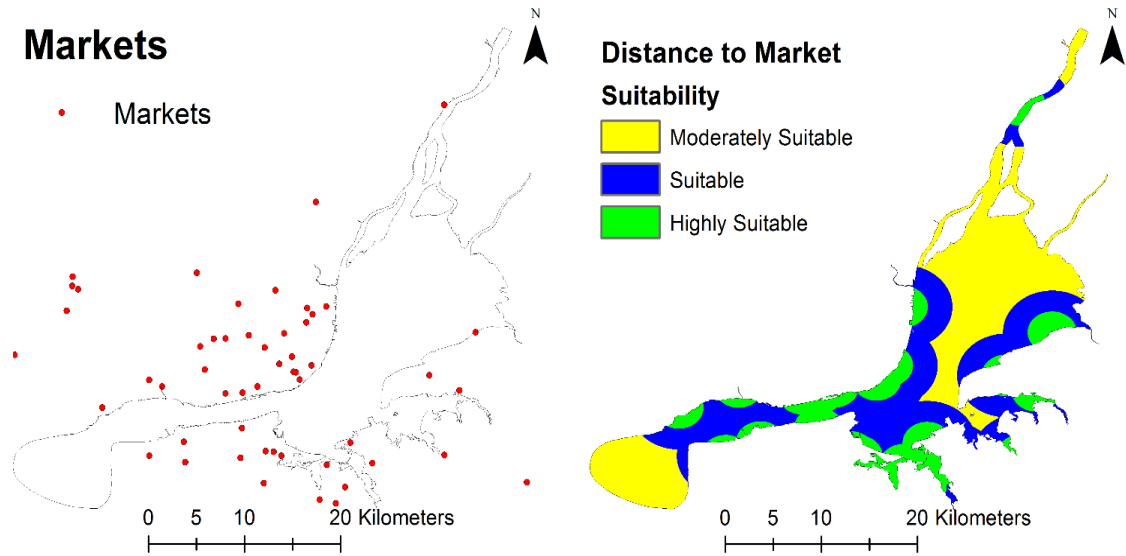 Markets
N
Markets
0 5 10 20 Kilometers
N
Distance to Market
Suitability
Moderately Suitable
Suitable
Highly Suitable
0 5 10 20 Kilometers